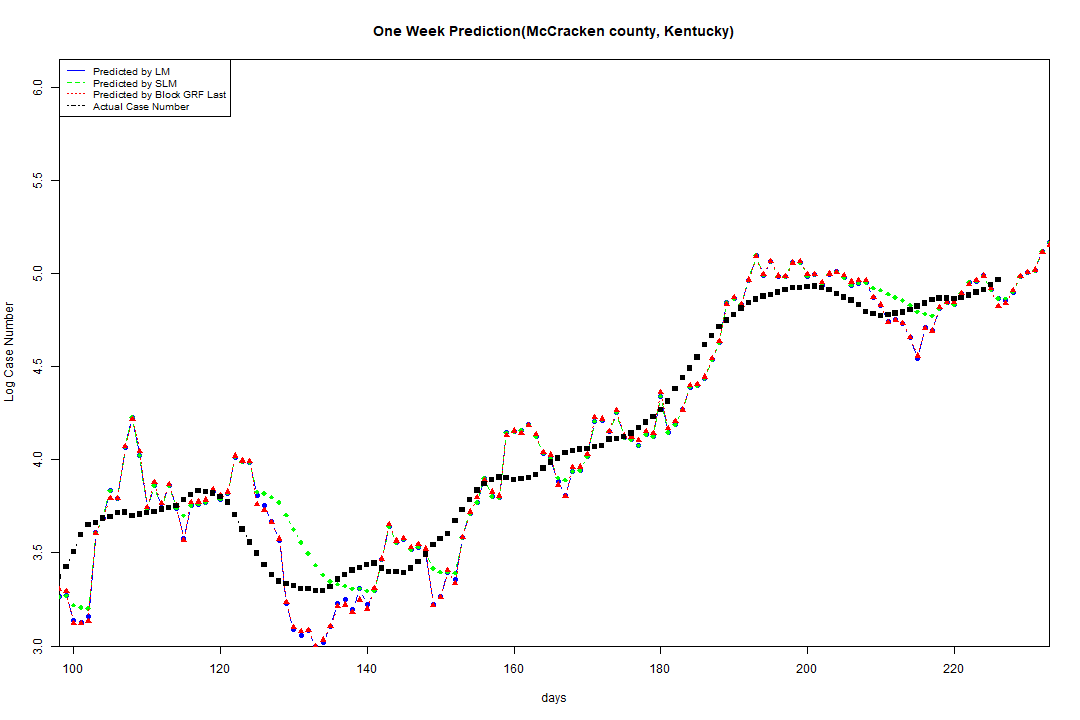 One Week Prediction(McCracken county, Kentucky)
Predicted by LM
Predicted by SLM
Predicted by Block GRF Last
Actual Case Number
6.0
5.5
5.0
4.5
4.0
3.5
3.0
Log Case Number
100 120 140 160 180 200 220
days